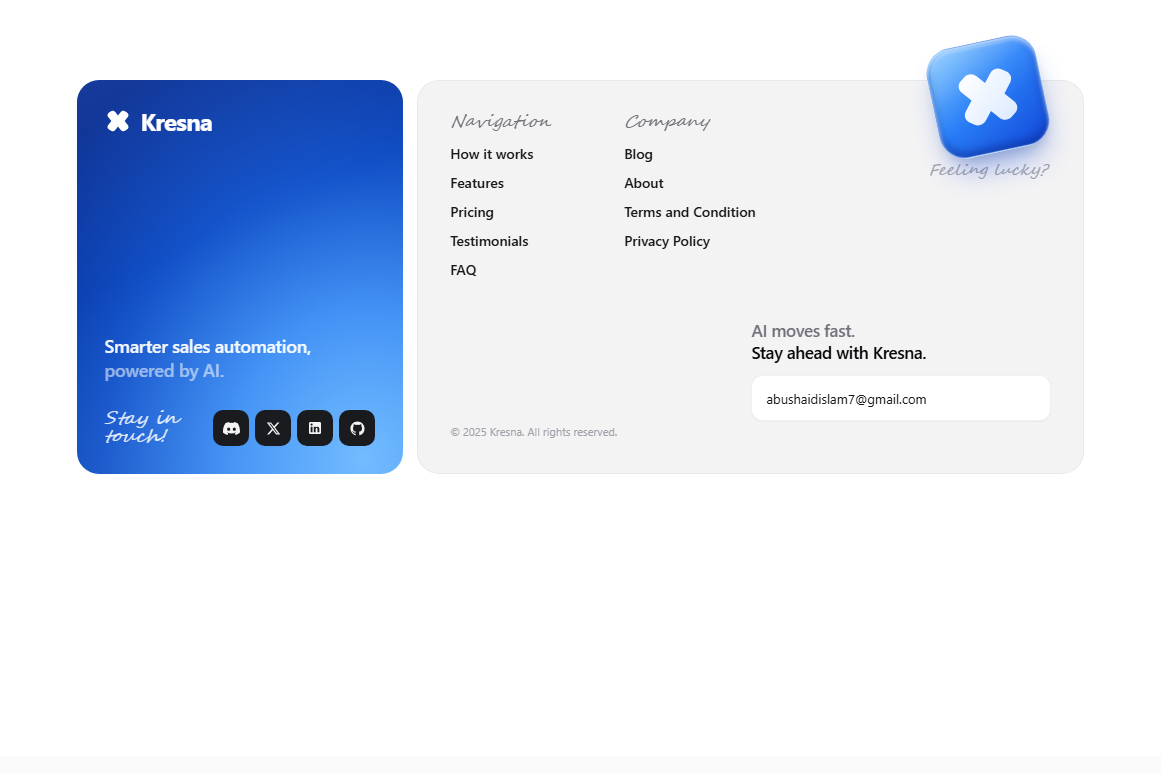 Kresna
Smarter sales automation,
powered by AI.
Stay in
touch!
Navigation
How it works
Features
Pricing
Testimonials
FAQ
Company
Blog
About
Terms and Condition
Privacy Policy
Feeling lucky?
AI moves fast.
Stay ahead with Kresna.
abushaidislam7@gmail.com
© 2025 Kresna. All rights reserved.